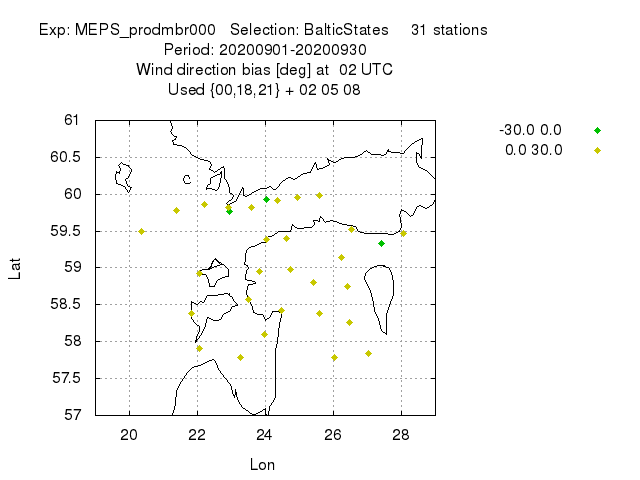 Exp: MEPS_prodmbr000 Selection: BalticStates 31 stations
Period: 20200901-20200930
Wind direction bias [deg] at 02 UTC
Used {00,18,21} + 02 05 08
-30.0 0.0
0.0 30.0
61
60.5
60
59.5
59
58.5
58
57.5
57
Lat
20 22 24 26 28
Lon